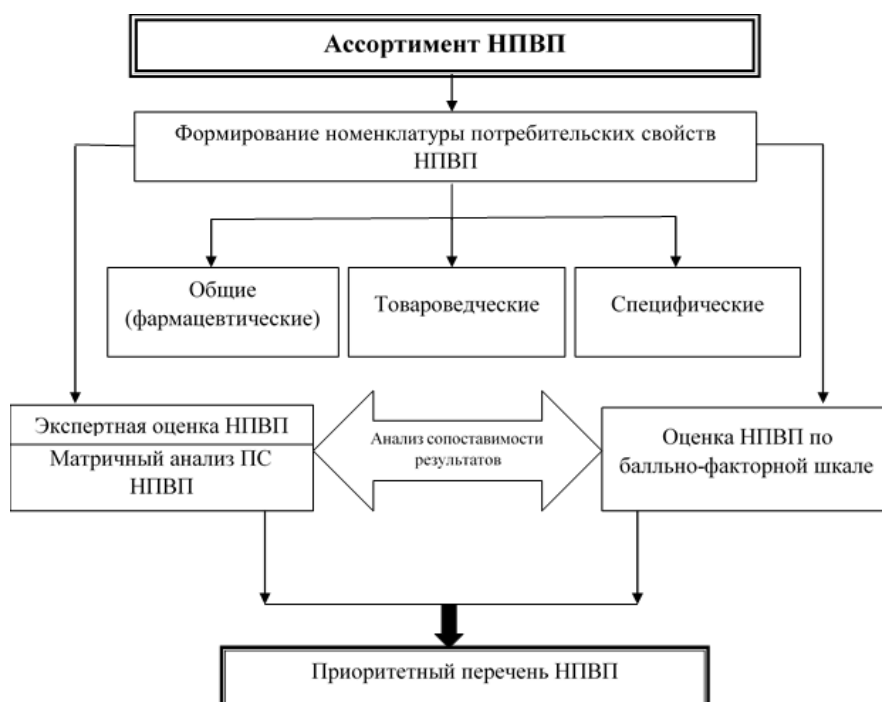 Ассортимент НПВП
Формирование номенклатуры потребительских свойств
НПВП
Общие
(фармацевтические)
Товароведческие
Специфические
Экспертная оценка НПВП
Матричный анализ ПС
НПВП
Анализ сопоставимости
результатов
Оценка НПВП по
балльно-факторной шкале
Приоритетный перечень НПВП